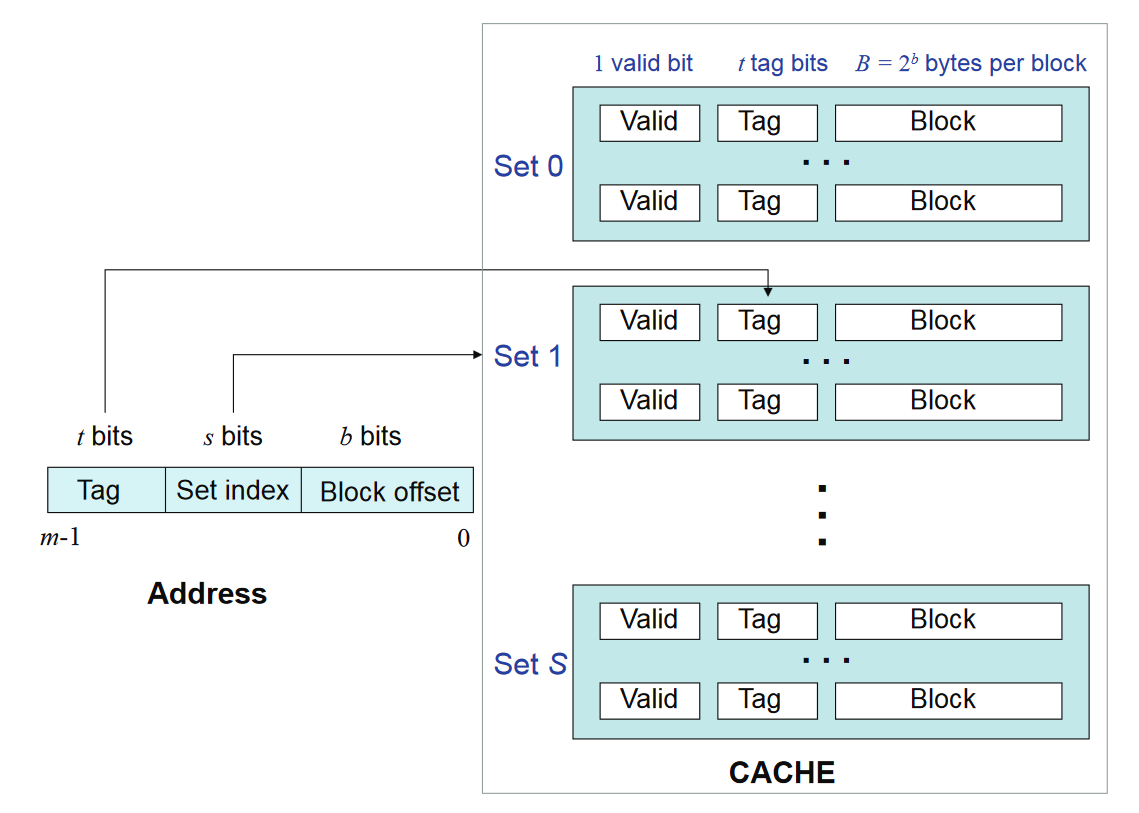 1 valid bit t tag bits B = 2ᵇ bytes per block
Valid Tag Block
Set 0 . . .
Valid Tag Block
Valid Tag Block
Set 1 . . .
Valid Tag Block
t bits s bits b bits
Tag Set index Block offset
m-1 0
Address
Valid Tag Block
Set S . . .
Valid Tag Block
CACHE